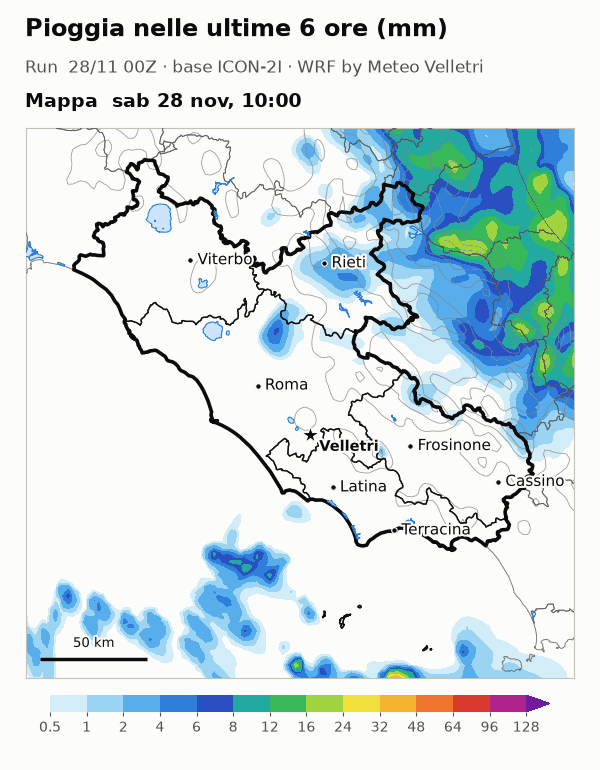 Pioggia nelle ultime 6 ore (mm)
Run  28/11 00Z · base ICON-2I · WRF by Meteo Velletri
Mappa  sab 28 nov, 10:00
Viterbo
Rieti
Roma
Velletri
Frosinone
Cassino
Latina
Terracina
50 km
0.5 1 2 4 6 8 12 16 24 32 48 64 96 128